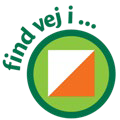 find vej i ...